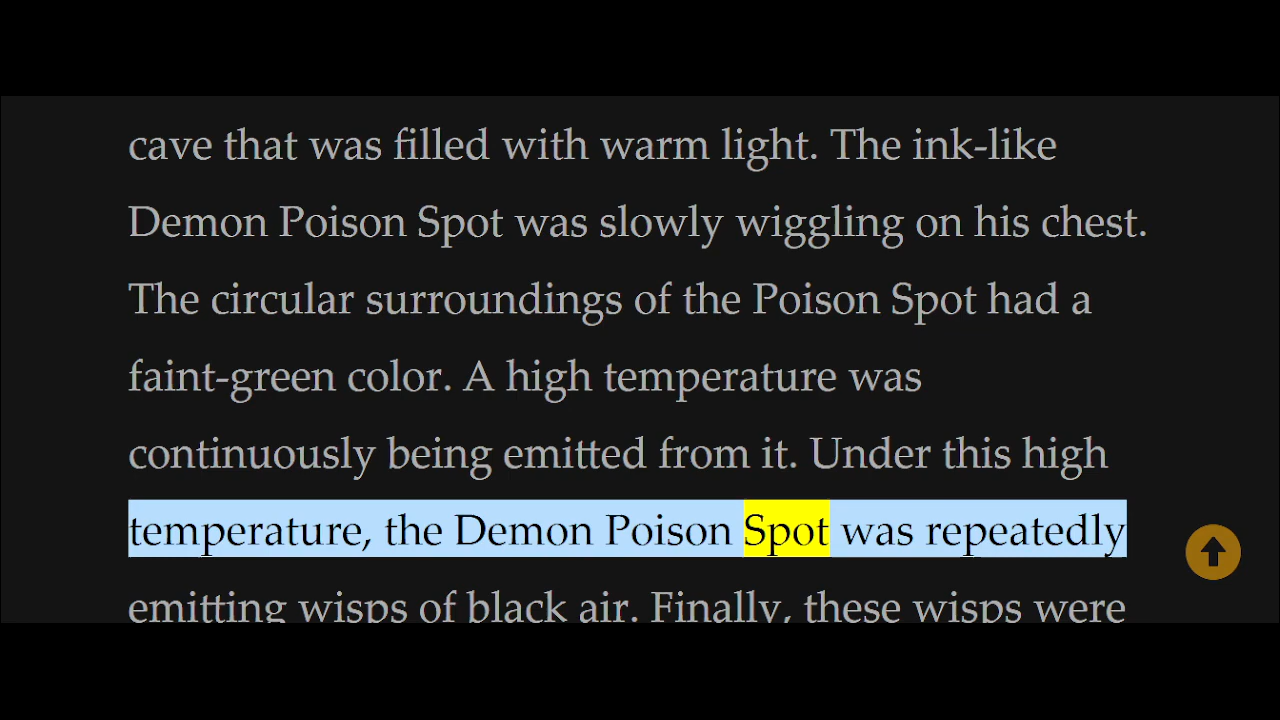 cave that was filled with warm light. The ink-like
Demon Poison Spot was slowly wiggling on his chest.
The circular surroundings of the Poison Spot had a
faint-green color. A high temperature was
continuously being emitted from it. Under this high
temperature, the Demon Poison Spot was repeatedly
emitting wisps of black air. Finally, these wisps were